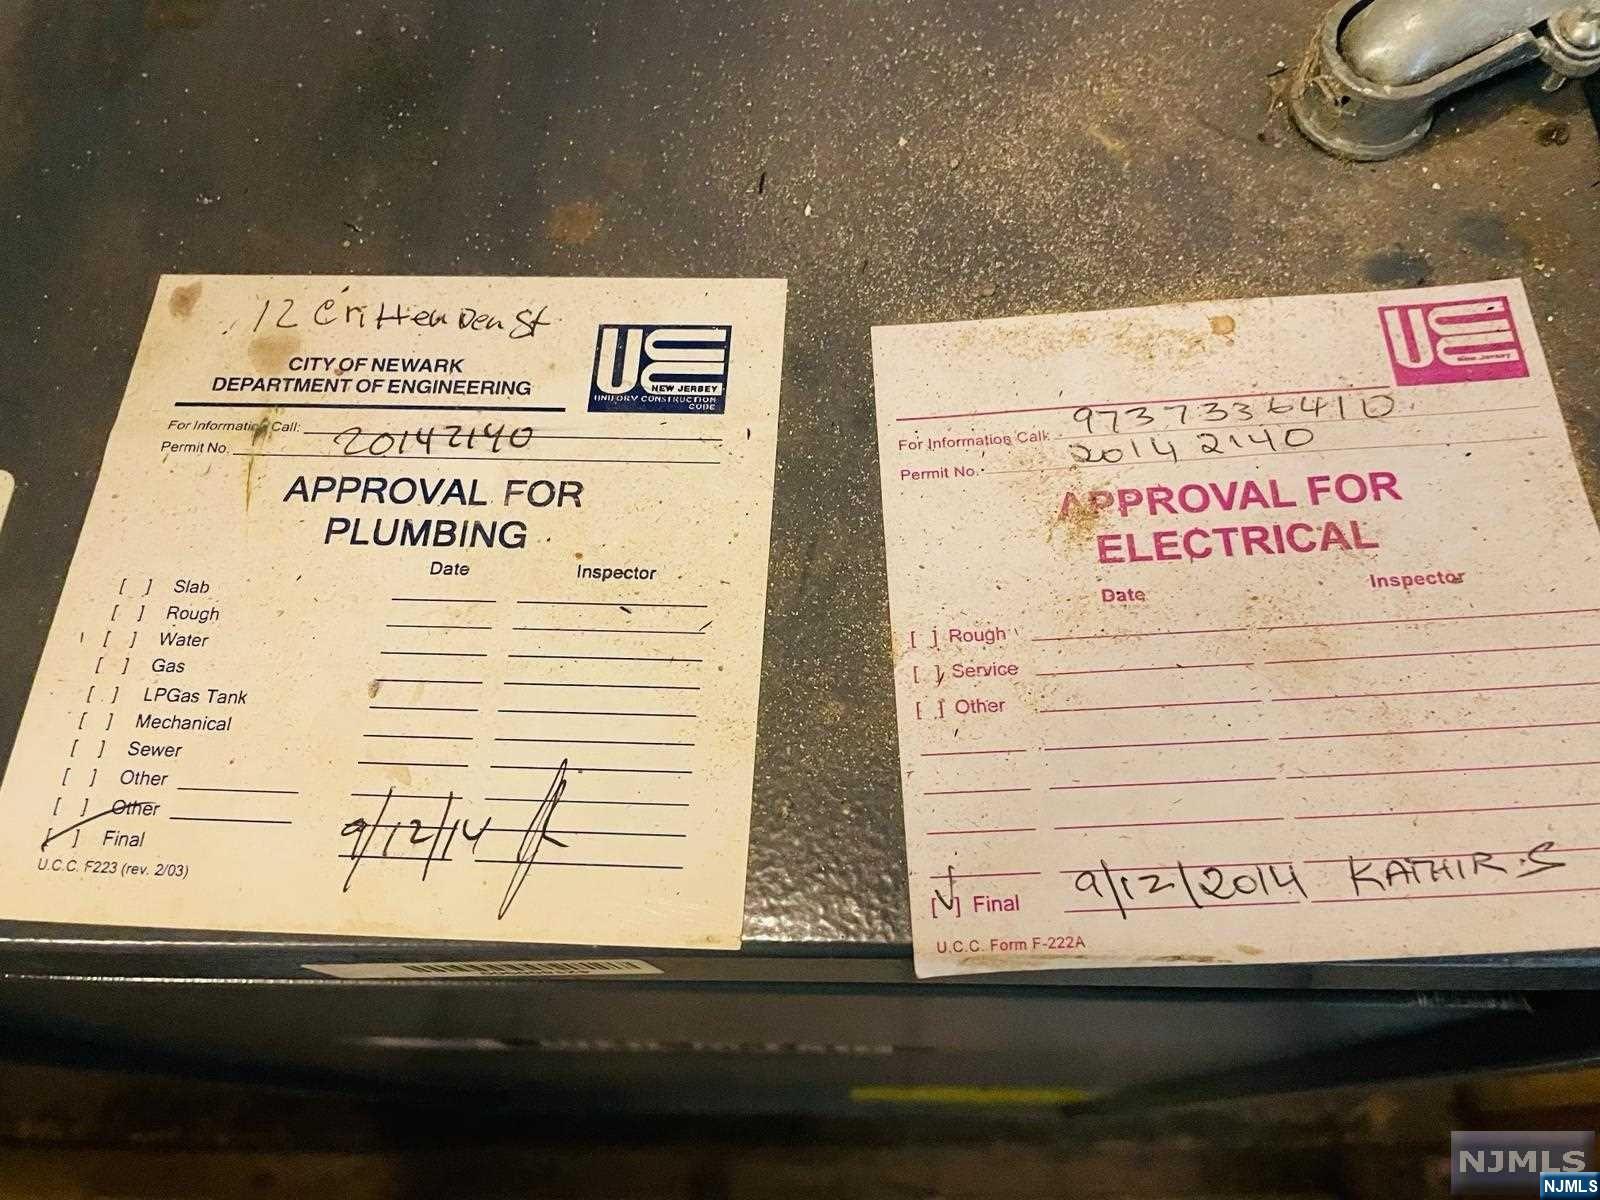 12 Crittenden St
CITY OF NEWARK
DEPARTMENT OF ENGINEERING
UCC
NEW JERSEY
UNIFORM CONSTRUCTION
CODE
For Information Call:
Permit No. 20142140
APPROVAL FOR
PLUMBING
Date Inspector
[ ] Slab
[ ] Rough
[ ] Water
[ ] Gas
[ ] LPGas Tank
[ ] Mechanical
[ ] Sewer
[ ] Other
[ ] Other
[ ] Final 9/12/14
U.C.C. F223 (rev. 2/03)
UCC
New Jersey
For Information Call: 9737336410
Permit No. 20142140
APPROVAL FOR
ELECTRICAL
Date Inspector
[ ] Rough
[ ] Service
[ ] Other
[✓] Final 9/12/2014 KATHIR.S
U.C.C. Form F-222A
NJMLS
NJMLS